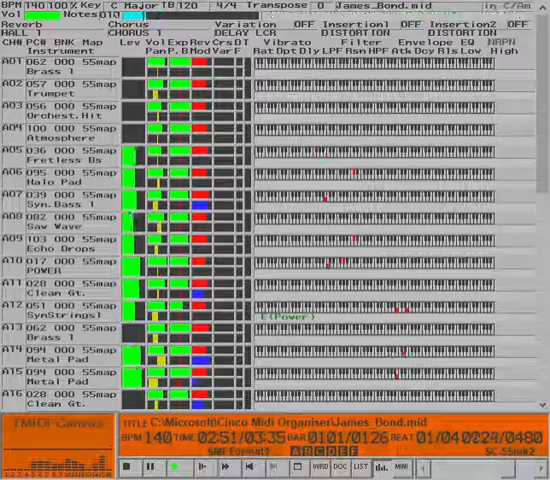 BPM 140 100% Key C Major TB 120 4/4 Transpose James_Bond.mid
Vol Notes 010 in C/Am
Reverb Chorus Variation OFF Insertion1 OFF Insertion2 OFF
HALL 1 CHORUS 1 DELAY LCR DISTORTION DISTORTION
CH# PC# BNK Map Lev Vol Exp Rev Crs DT Vibrato Filter Envelope EQ NRPN
Instrument Pan P.B Mod Var F Rat Dpt Dly LPF Rsn HPF Atk Dcy Rls Low High
A01 062 000 55map
Brass 1
A02 057 000 55map
Trumpet
A03 056 000 55map
Orchest.Hit
A04 100 000 55map
Atmosphere
A05 036 000 55map
Fretless Bs
A06 095 000 55map
Halo Pad
A07 039 000 55map
Syn.Bass 1
A08 082 000 55map
Saw Wave
A09 103 000 55map
Echo Drops
A10 017 000 55map
POWER
A11 028 000 55map
Clean Gt.
A12 051 000 55map
SynStrings1 E(Power)
A13 062 000 55map
Brass 1
A14 094 000 55map
Metal Pad
A15 094 000 55map
Metal Pad
A16 028 000 55map
Clean Gt.
TMIDI-Canvas
TITLE C:\Microsoft\Cinco Midi Organiser\James_Bond.mid
BPM 140 TIME 02:51/03:35 BAR 0101/0126 BEAT 01/04 0024/0480
SMF Format1 ABCDEF SC-55mk2
WRD DOC LIST MINI